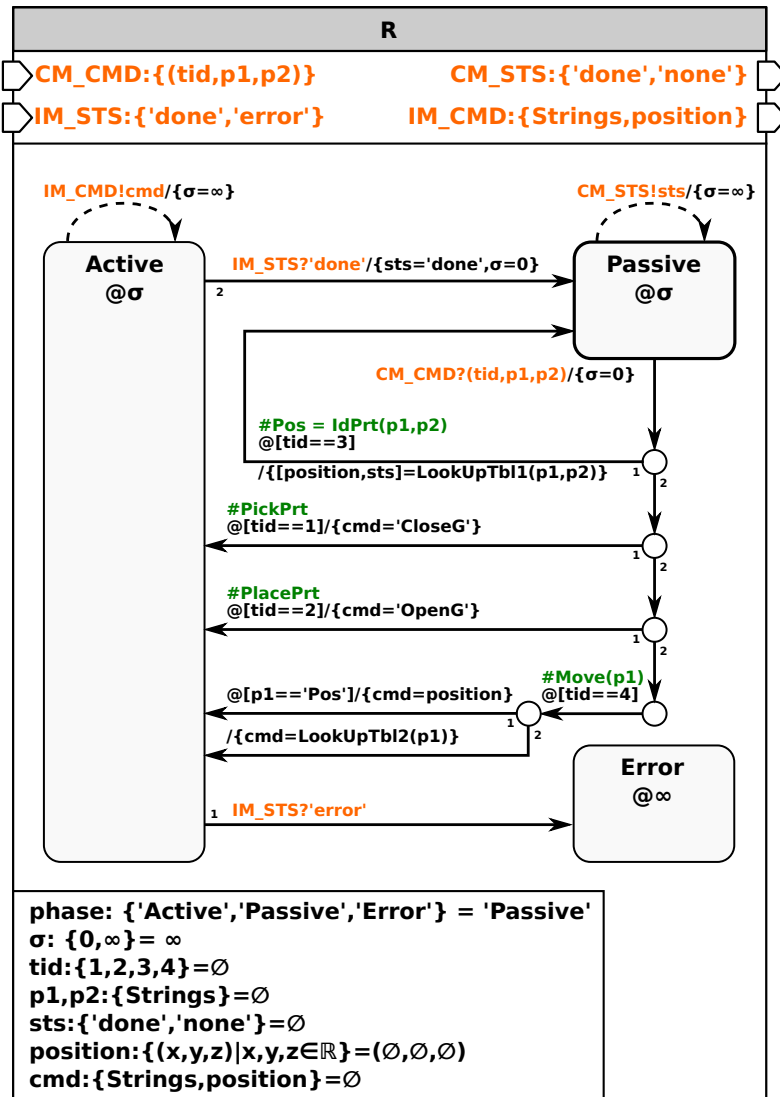 R
CM_CMD:{(tid,p1,p2)}
CM_STS:{'done','none'}
IM_STS:{'done','error'}
IM_CMD:{Strings,position}
IM_CMD!cmd/{σ=∞}
CM_STS!sts/{σ=∞}
Active
@σ
Passive
@σ
IM_STS?'done'/{sts='done',σ=0}
2
CM_CMD?(tid,p1,p2)/{σ=0}
#Pos = IdPrt(p1,p2)
@[tid==3]
/{[position,sts]=LookUpTbl1(p1,p2)}
1
2
#PickPrt
@[tid==1]/{cmd='CloseG'}
1
2
#PlacePrt
@[tid==2]/{cmd='OpenG'}
1
2
#Move(p1)
@[tid==4]
@[p1=='Pos']/{cmd=position}
1
2
/{cmd=LookUpTbl2(p1)}
Error
@∞
1
IM_STS?'error'
phase: {'Active','Passive','Error'} = 'Passive'
σ: {0,∞}= ∞
tid:{1,2,3,4}=∅
p1,p2:{Strings}=∅
sts:{'done','none'}=∅
position:{(x,y,z)|x,y,z∈ℝ}=(∅,∅,∅)
cmd:{Strings,position}=∅